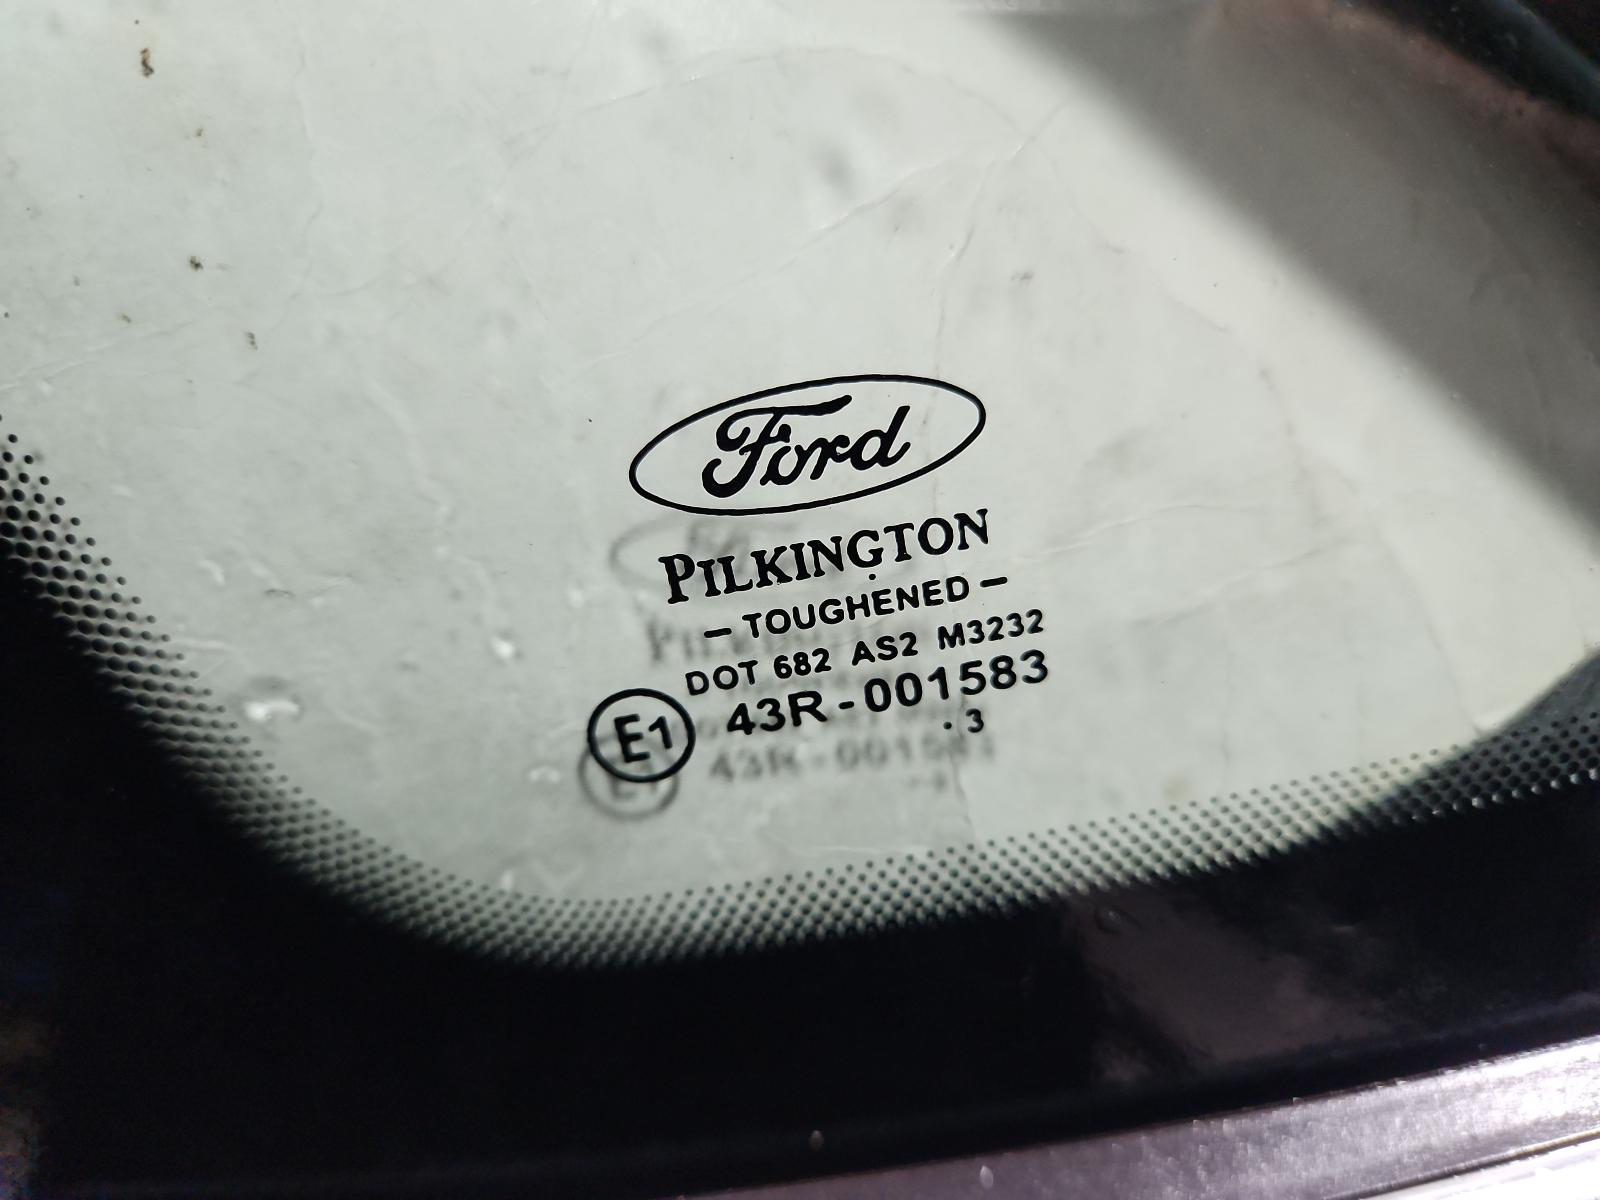 Ford
PILKINGTON
- TOUGHENED -
DOT 682 AS2 M3232
E1 43R-001583
. 3